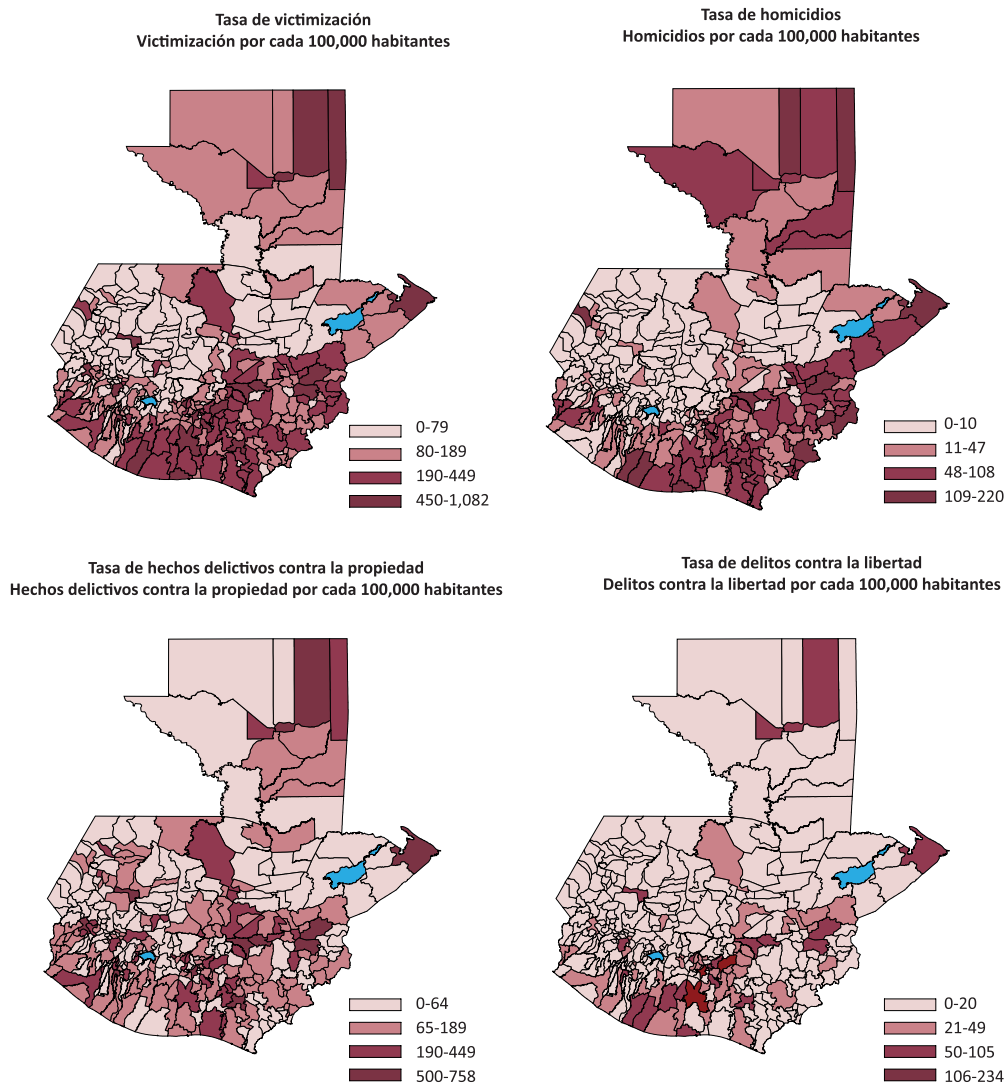 Tasa de victimización
Victimización por cada 100,000 habitantes
Tasa de homicidios
Homicidios por cada 100,000 habitantes
0-79
80-189
190-449
450-1,082
0-10
11-47
48-108
109-220
Tasa de hechos delictivos contra la propiedad
Hechos delictivos contra la propiedad por cada 100,000 habitantes
Tasa de delitos contra la libertad
Delitos contra la libertad por cada 100,000 habitantes
0-64
65-189
190-449
500-758
0-20
21-49
50-105
106-234